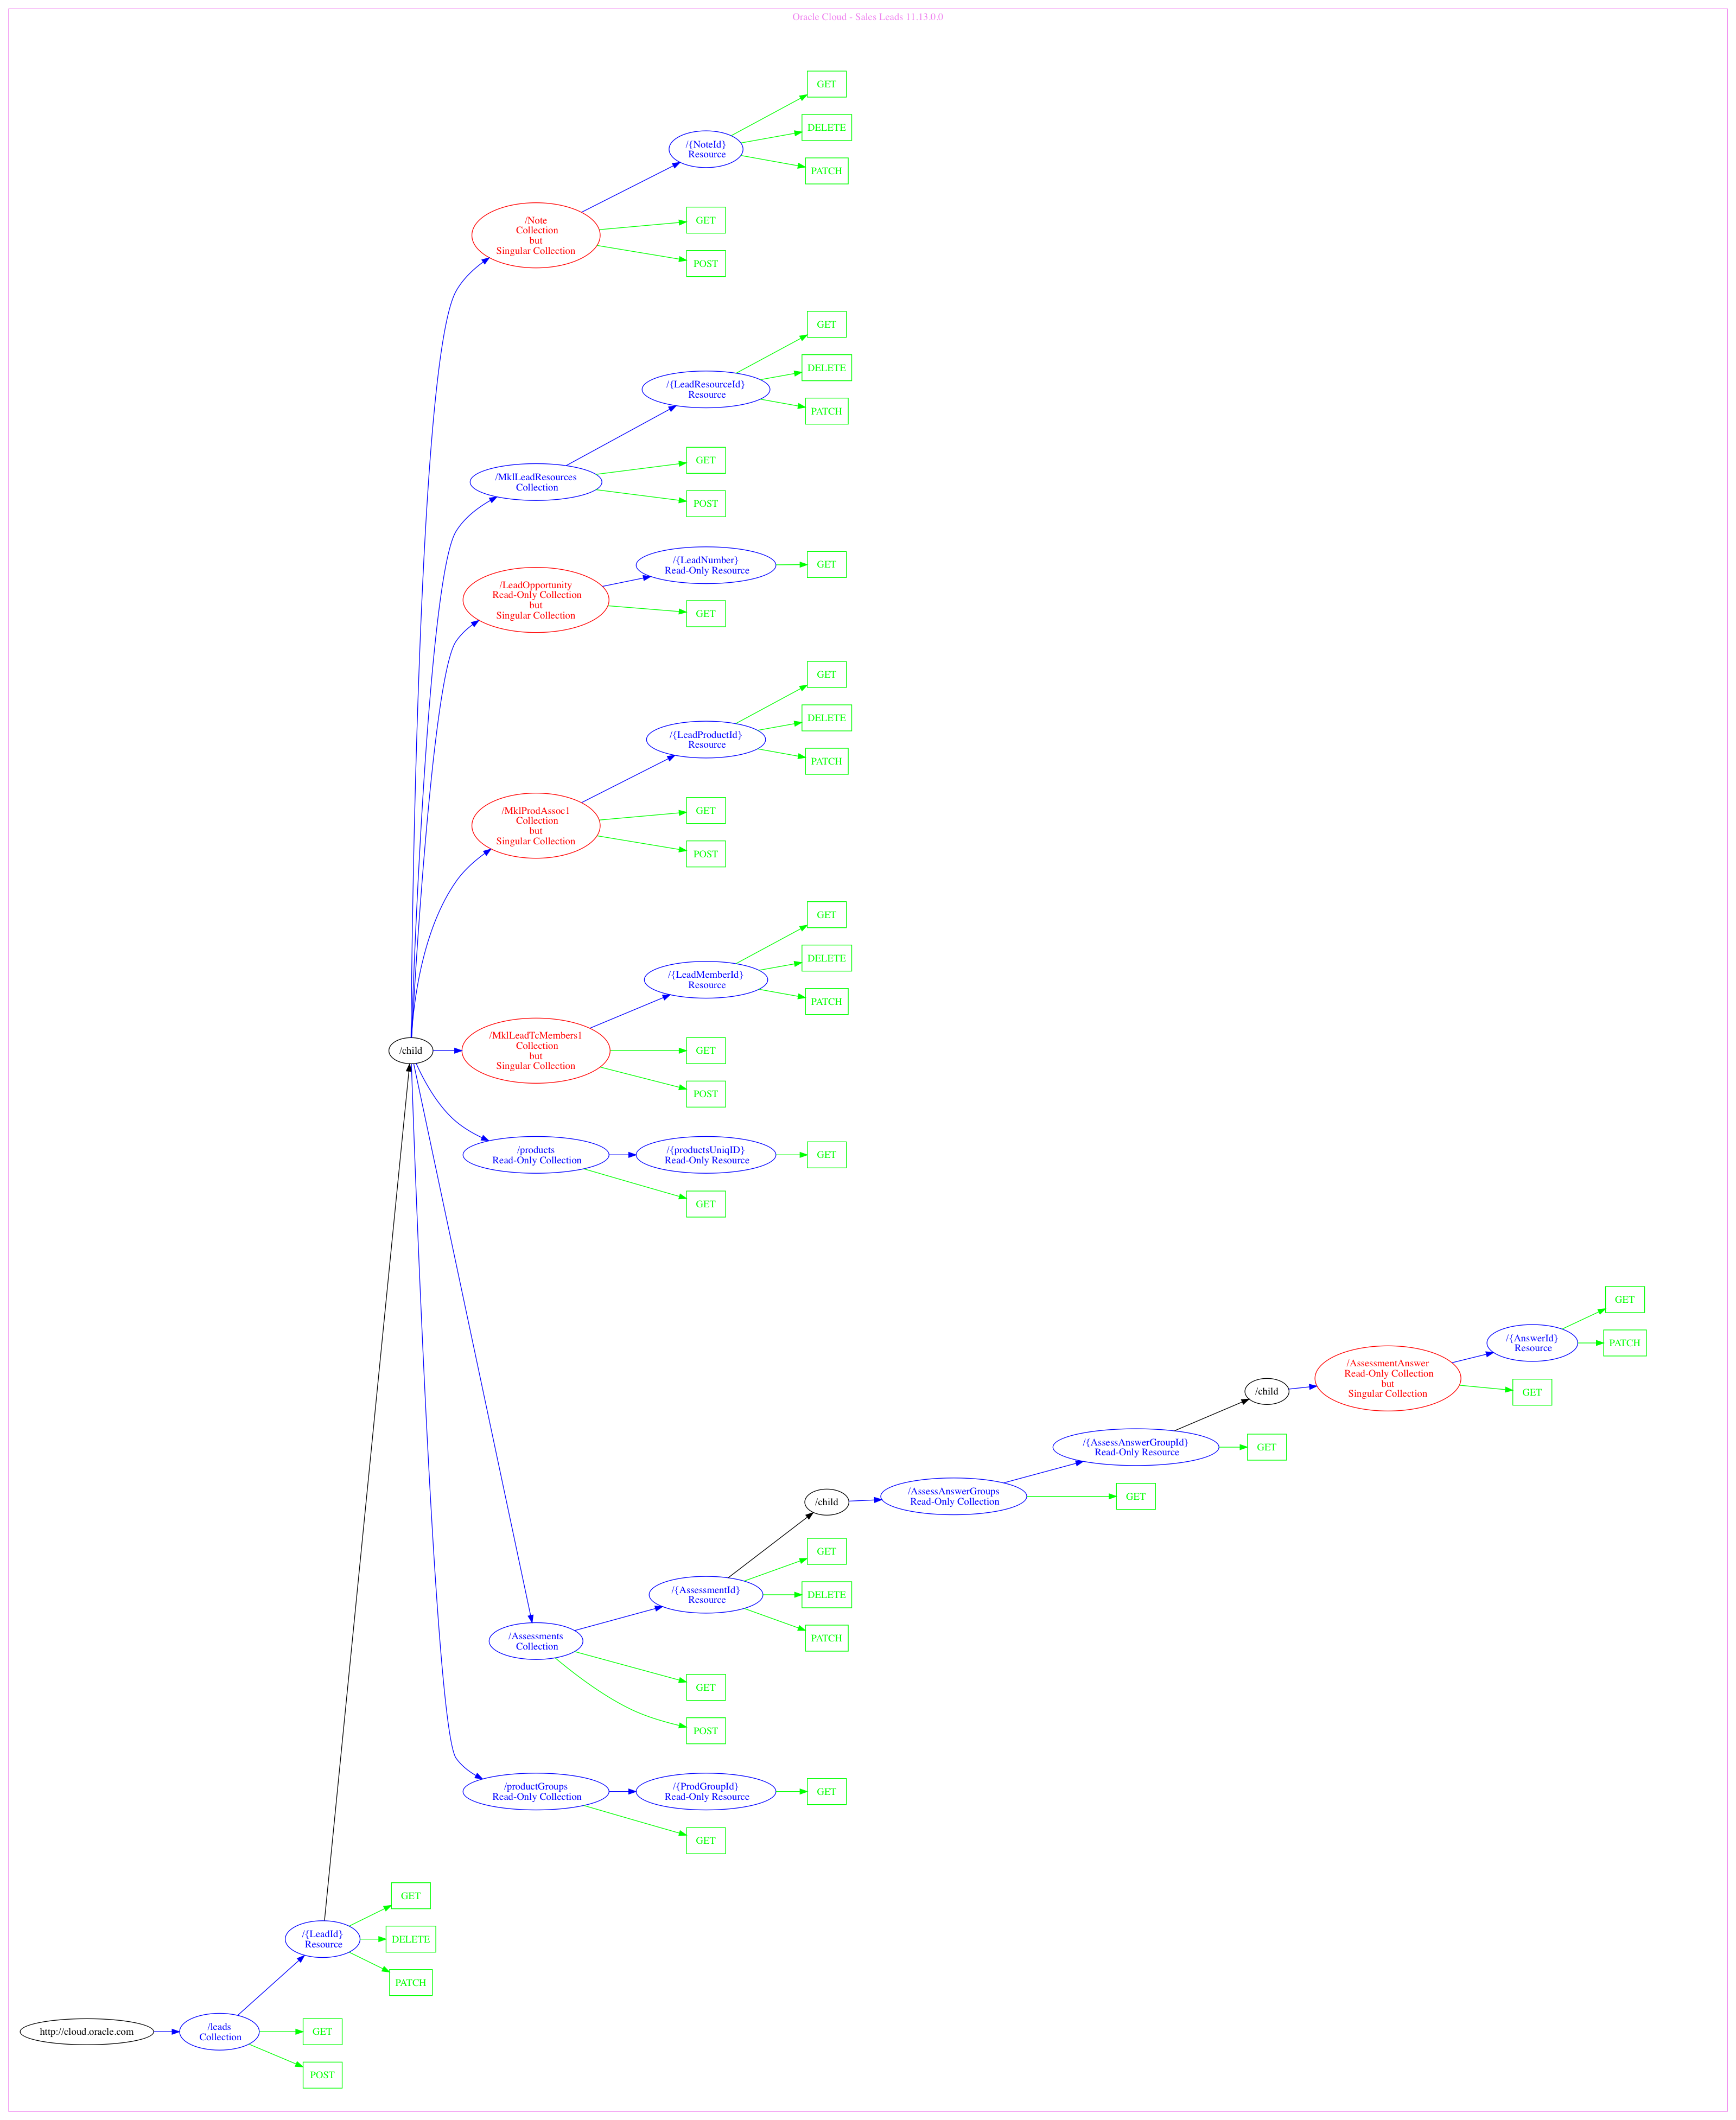 Oracle Cloud - Sales Leads 11.13.0.0
GET
DELETE
/{NoteId}
Resource
PATCH
/Note
Collection
but
Singular Collection
GET
POST
GET
DELETE
/{LeadResourceId}
Resource
PATCH
GET
/MklLeadResources
Collection
POST
/{LeadNumber}
Read-Only Resource
GET
/LeadOpportunity
Read-Only Collection
but
Singular Collection
GET
GET
DELETE
/{LeadProductId}
Resource
PATCH
/MklProdAssoc1
Collection
but
Singular Collection
GET
POST
GET
DELETE
/{LeadMemberId}
Resource
PATCH
/child
/MklLeadTcMembers1
Collection
but
Singular Collection
GET
POST
/products
Read-Only Collection
/{productsUniqID}
Read-Only Resource
GET
GET
GET
/{AnswerId}
Resource
PATCH
/AssessmentAnswer
Read-Only Collection
but
Singular Collection
GET
/child
/{AssessAnswerGroupId}
Read-Only Resource
GET
/child
/AssessAnswerGroups
Read-Only Collection
GET
GET
/{AssessmentId}
Resource
DELETE
PATCH
/Assessments
Collection
GET
POST
/productGroups
Read-Only Collection
/{ProdGroupId}
Read-Only Resource
GET
GET
GET
/{LeadId}
Resource
DELETE
PATCH
http://cloud.oracle.com
/leads
Collection
GET
POST